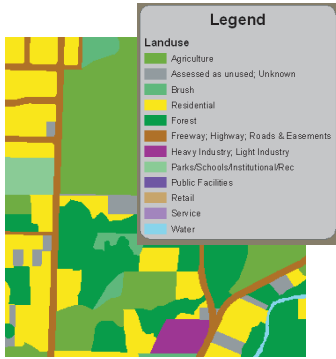 Legend
Landuse
Agriculture
Assessed as unused; Unknown
Brush
Residential
Forest
Freeway; Highway; Roads & Easements
Heavy Industry; Light Industry
Parks/Schools/Institutional/Rec
Public Facilities
Retail
Service
Water